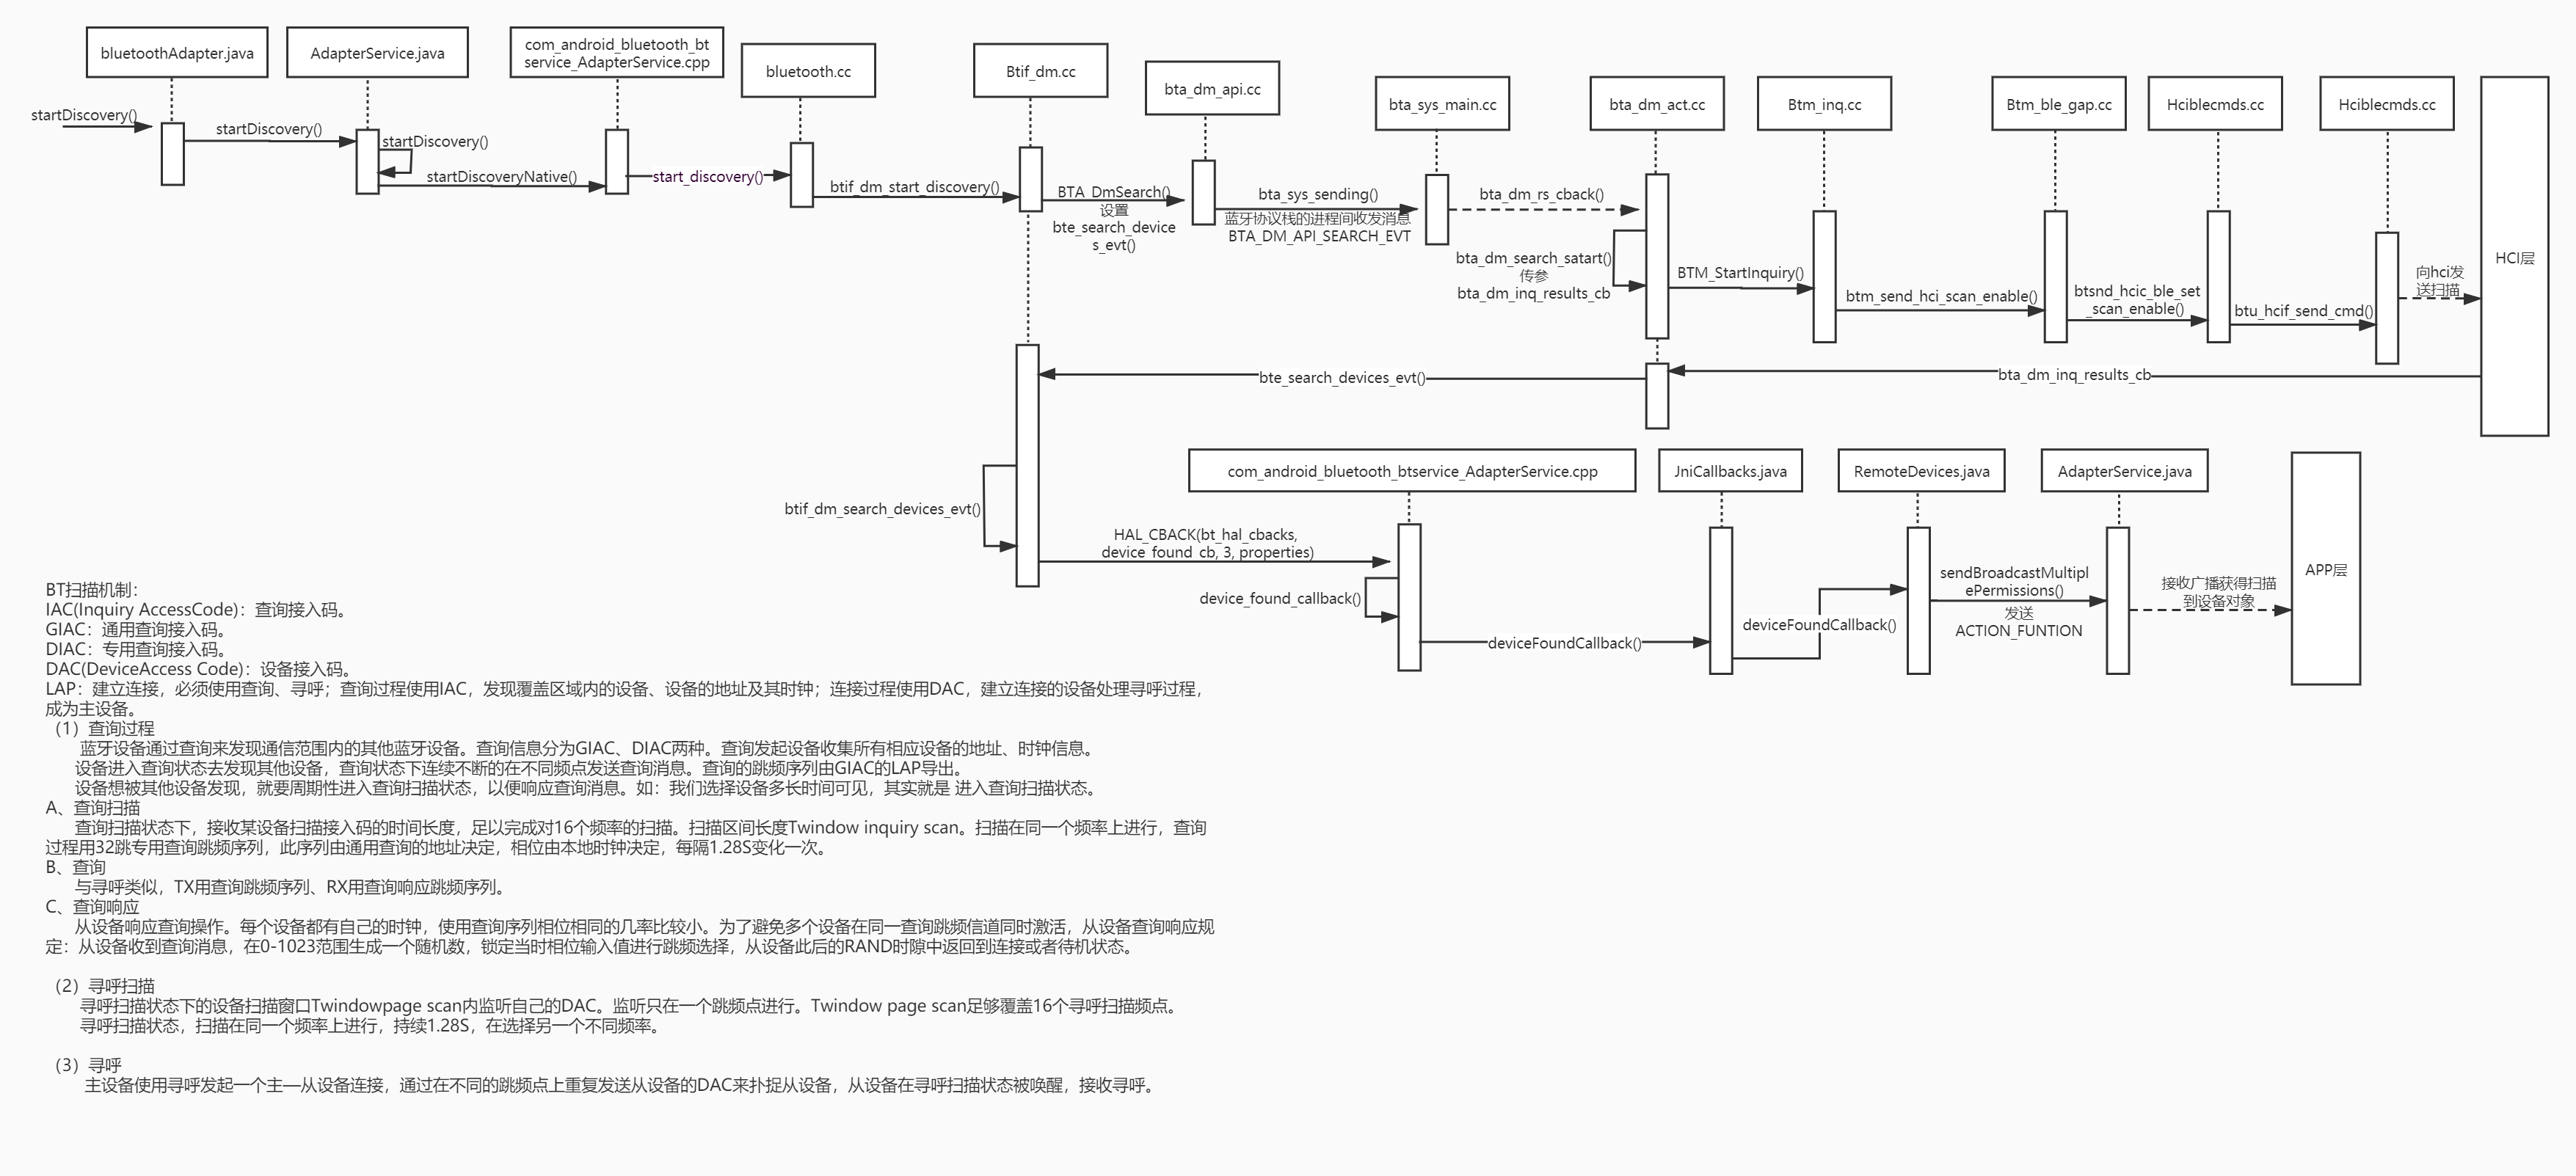 bluetoothAdapter.java
AdapterService.java
com_android_bluetooth_bt
service_AdapterService.cpp
bluetooth.cc
Btif_dm.cc
bta_dm_api.cc
bta_sys_main.cc
bta_dm_act.cc
Btm_inq.cc
Btm_ble_gap.cc
Hciblecmds.cc
Hciblecmds.cc
startDiscovery()
startDiscovery()
startDiscovery()
startDiscoveryNative()
start_discovery()
btif_dm_start_discovery()
BTA_DmSearch()
设置
bte_search_device
s_evt()
bta_sys_sending()
蓝牙协议栈的进程间收发消息
BTA_DM_API_SEARCH_EVT
bta_dm_rs_cback()
bta_dm_search_satart()
传参
bta_dm_inq_results_cb
BTM_StartInquiry()
btm_send_hci_scan_enable()
btsnd_hcic_ble_set
_scan_enable()
btu_hcif_send_cmd()
向hci发
送扫描
HCI层
bte_search_devices_evt()
bta_dm_inq_results_cb
com_android_bluetooth_btservice_AdapterService.cpp
JniCallbacks.java
RemoteDevices.java
AdapterService.java
btif_dm_search_devices_evt()
HAL_CBACK(bt_hal_cbacks,
device_found_cb, 3, properties)
device_found_callback()
deviceFoundCallback()
deviceFoundCallback()
sendBroadcastMultipl
ePermissions()
发送
ACTION_FUNTION
接收广播获得扫描
到设备对象
APP层
BT扫描机制：
IAC(Inquiry AccessCode)：查询接入码。
GIAC：通用查询接入码。
DIAC：专用查询接入码。
DAC(DeviceAccess Code)：设备接入码。
LAP：建立连接，必须使用查询、寻呼；查询过程使用IAC，发现覆盖区域内的设备、设备的地址及其时钟；连接过程使用DAC，建立连接的设备处理寻呼过程，
成为主设备。
（1）查询过程
蓝牙设备通过查询来发现通信范围内的其他蓝牙设备。查询信息分为GIAC、DIAC两种。查询发起设备收集所有相应设备的地址、时钟信息。
设备进入查询状态去发现其他设备，查询状态下连续不断的在不同频点发送查询消息。查询的跳频序列由GIAC的LAP导出。
设备想被其他设备发现，就要周期性进入查询扫描状态，以便响应查询消息。如：我们选择设备多长时间可见，其实就是 进入查询扫描状态。
A、查询扫描
查询扫描状态下，接收某设备扫描接入码的时间长度，足以完成对16个频率的扫描。扫描区间长度Twindow inquiry scan。扫描在同一个频率上进行，查询
过程用32跳专用查询跳频序列，此序列由通用查询的地址决定，相位由本地时钟决定，每隔1.28S变化一次。
B、查询
与寻呼类似，TX用查询跳频序列、RX用查询响应跳频序列。
C、查询响应
从设备响应查询操作。每个设备都有自己的时钟，使用查询序列相位相同的几率比较小。为了避免多个设备在同一查询跳频信道同时激活，从设备查询响应规
定：从设备收到查询消息，在0-1023范围生成一个随机数，锁定当时相位输入值进行跳频选择，从设备此后的RAND时隙中返回到连接或者待机状态。
（2）寻呼扫描
寻呼扫描状态下的设备扫描窗口Twindowpage scan内监听自己的DAC。监听只在一个跳频点进行。Twindow page scan足够覆盖16个寻呼扫描频点。
寻呼扫描状态，扫描在同一个频率上进行，持续1.28S，在选择另一个不同频率。
（3）寻呼
主设备使用寻呼发起一个主—从设备连接，通过在不同的跳频点上重复发送从设备的DAC来扑捉从设备，从设备在寻呼扫描状态被唤醒，接收寻呼。